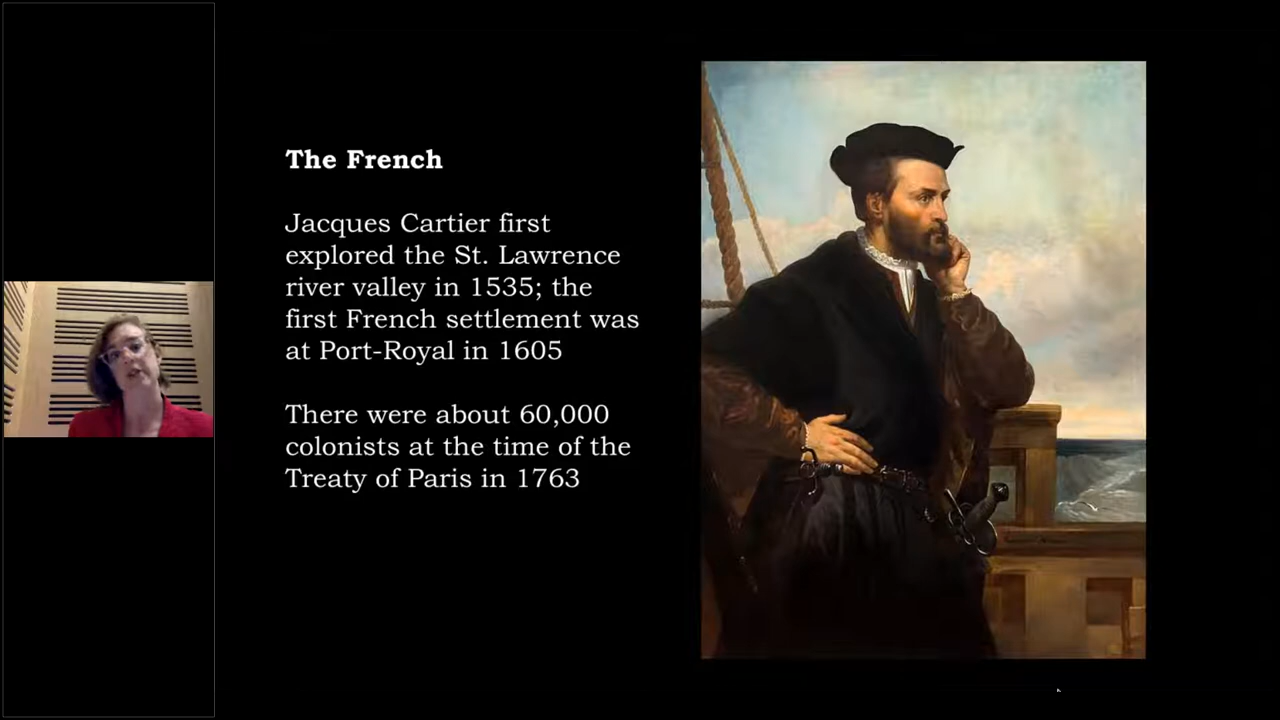 The French
Jacques Cartier first
explored the St. Lawrence
river valley in 1535; the
first French settlement was
at Port-Royal in 1605
There were about 60,000
colonists at the time of the
Treaty of Paris in 1763